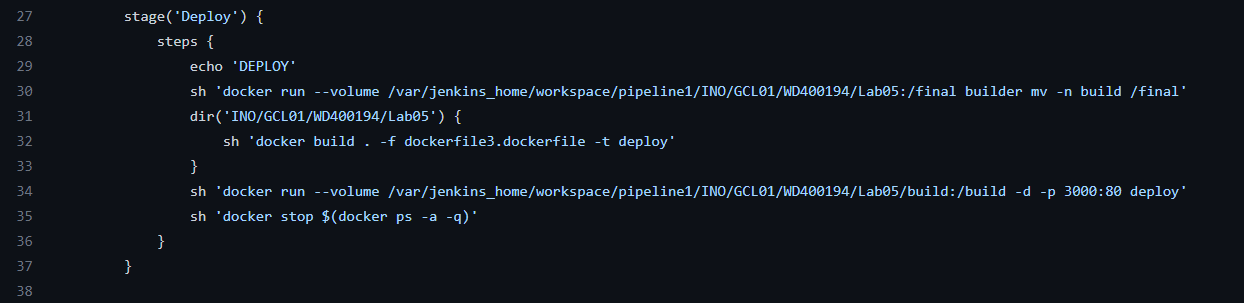 27 stage('Deploy') {
28 steps {
29 echo 'DEPLOY'
30 sh 'docker run --volume /var/jenkins_home/workspace/pipeline1/INO/GCL01/WD400194/Lab05:/final builder mv -n build /final'
31 dir('INO/GCL01/WD400194/Lab05') {
32 sh 'docker build . -f dockerfile3.dockerfile -t deploy'
33 }
34 sh 'docker run --volume /var/jenkins_home/workspace/pipeline1/INO/GCL01/WD400194/Lab05/build:/build -d -p 3000:80 deploy'
35 sh 'docker stop $(docker ps -a -q)'
36 }
37 }
38